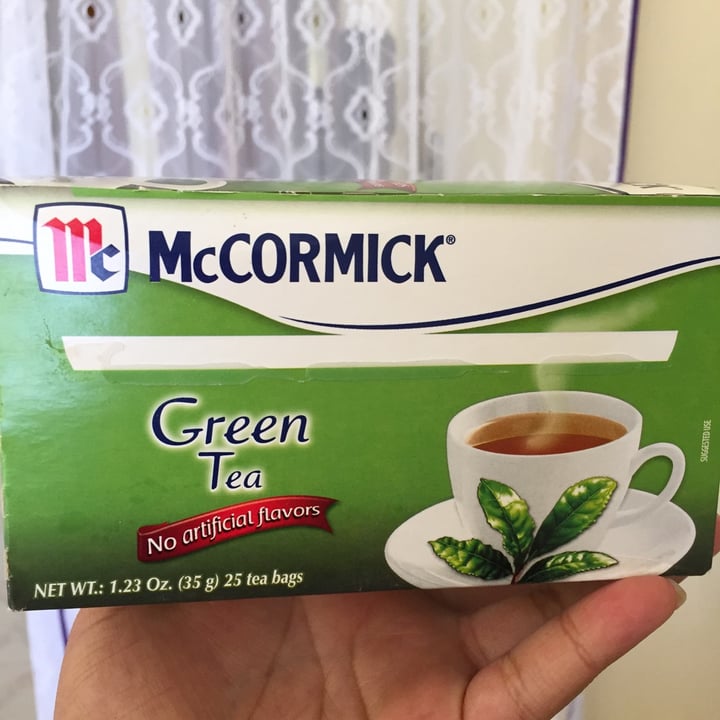 Mc McCORMICK®
Green
Tea
No artificial flavors
NET WT.: 1.23 Oz. (35 g) 25 tea bags
SUGGESTED USE